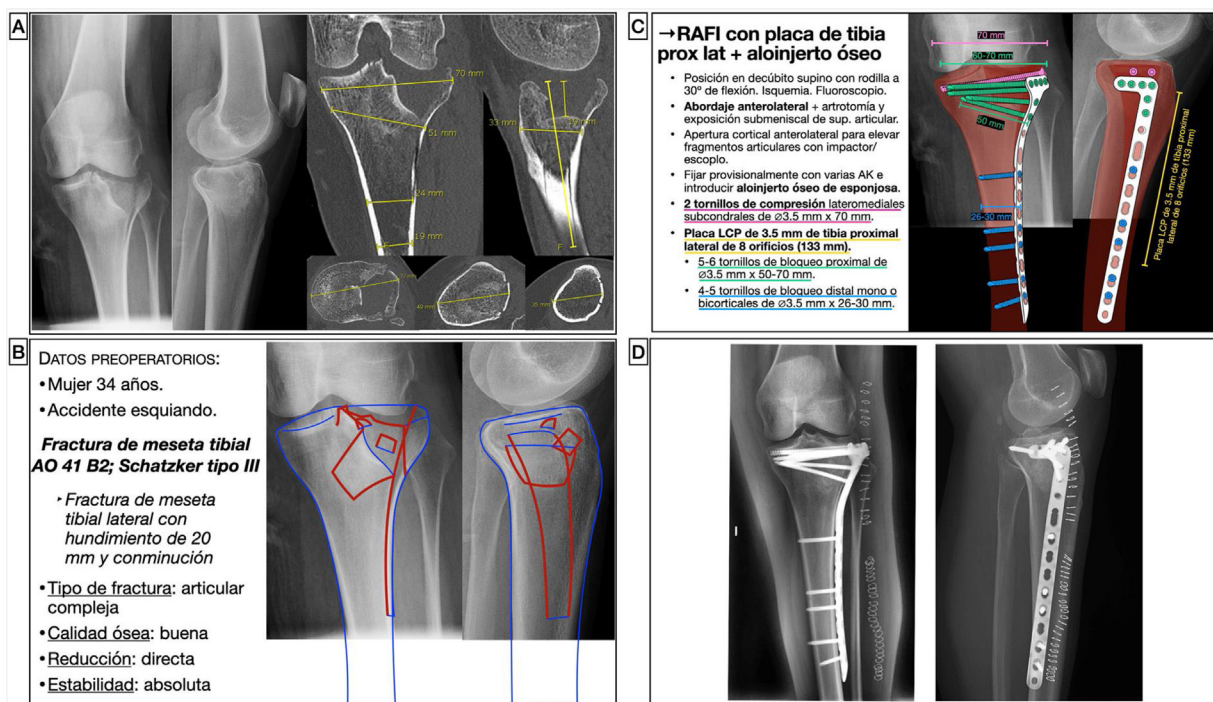 A
70 mm
51 mm
33 mm
24 mm
19 mm
B
DATOS PREOPERATORIOS:
•Mujer 34 años.
•Accidente esquiando.
Fractura de meseta tibial
AO 41 B2; Schatzker tipo III
‣Fractura de meseta
tibial lateral con
hundimiento de 20
mm y conminución
•Tipo de fractura: articular
compleja
•Calidad ósea: buena
•Reducción: directa
•Estabilidad: absoluta
C
→RAFI con placa de tibia
prox lat + aloinjerto óseo
• Posición en decúbito supino con rodilla a
30º de flexión. Isquemia. Fluoroscopio.
• Abordaje anterolateral + artrotomía y
exposición submeniscal de sup. articular.
• Apertura cortical anterolateral para elevar
fragmentos articulares con impactor/
escoplo.
• Fijar provisionalmente con varias AK e
introducir aloinjerto óseo de esponjosa.
• 2 tornillos de compresión lateromediales
subcondrales de ⌀3.5 mm x 70 mm.
• Placa LCP de 3.5 mm de tibia proximal
lateral de 8 orificios (133 mm).
• 5-6 tornillos de bloqueo proximal de
⌀3.5 mm x 50-70 mm.
• 4-5 tornillos de bloqueo distal mono o
bicorticales de ⌀3.5 mm x 26-30 mm.
70 mm
60-70 mm
50 mm
26-30 mm
Placa LCP de 3.5 mm de tibia proximal
lateral de 8 orificios (133 mm)
D